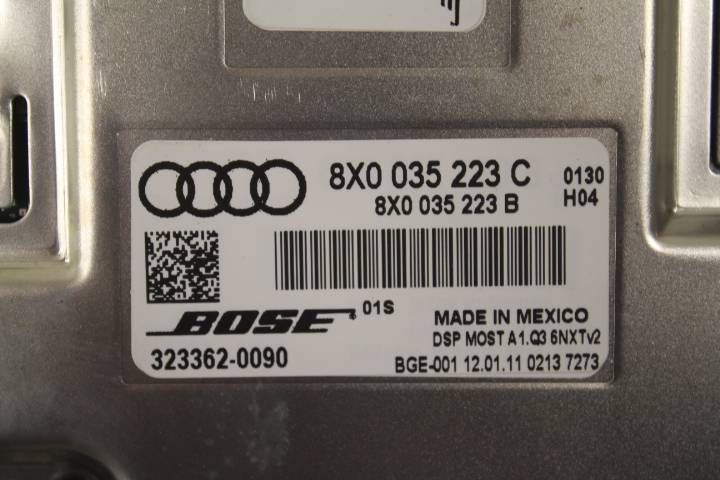 8X0 035 223 C 0130
8X0 035 223 B H04
BOSE 01S
MADE IN MEXICO
DSP MOST A1.Q3 6NXTv2
323362-0090
BGE-001 12.01.11 0213 7273